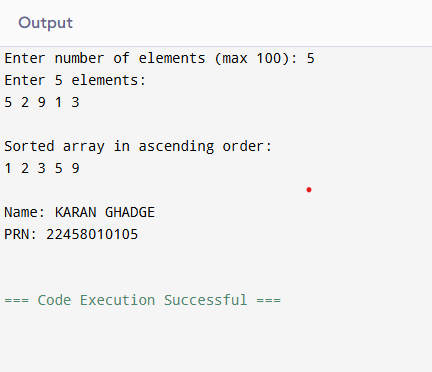 Output
Enter number of elements (max 100): 5
Enter 5 elements:
5 2 9 1 3
Sorted array in ascending order:
1 2 3 5 9
Name: KARAN GHADGE
PRN: 22458010105
=== Code Execution Successful ===